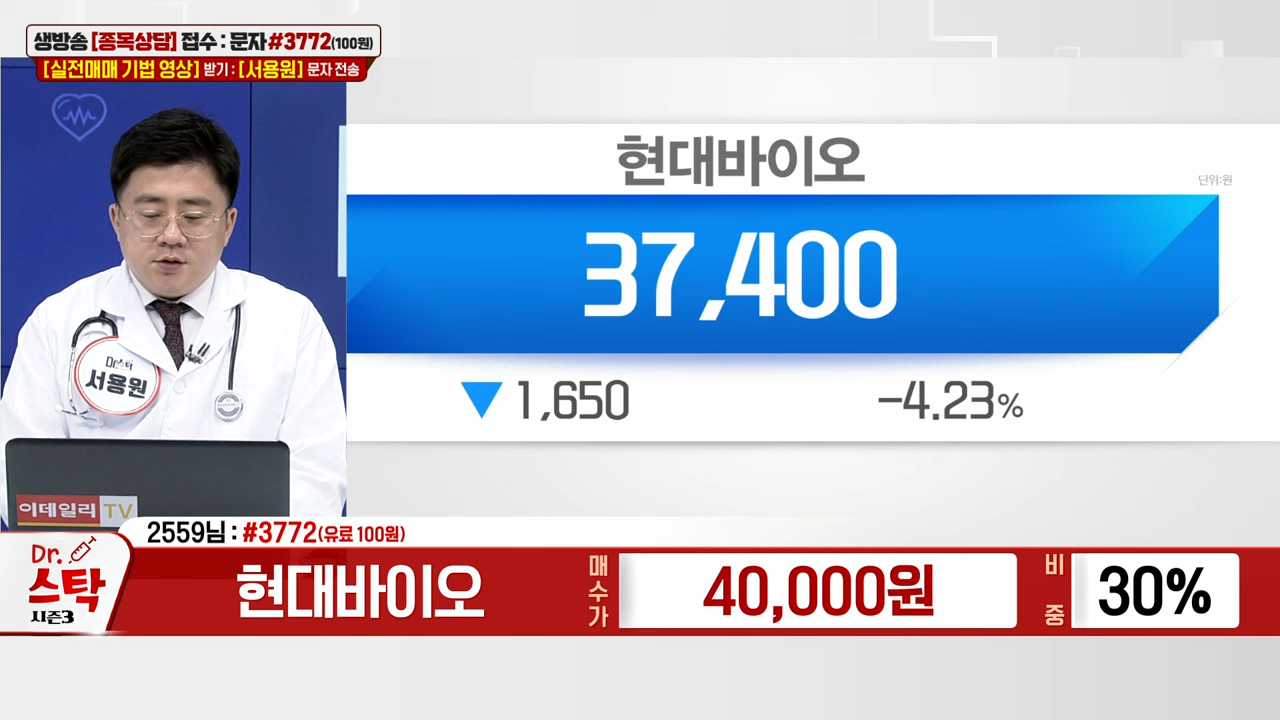 생방송 [종목상담] 접수 : 문자#3772(100원)
[실전매매 기법 영상] 받기 : [서용원] 문자 전송
현대바이오
단위:원
37,400
▼1,650
-4.23%
Dr.스탁
서용원
이데일리TV
2559님 : #3772(유료 100원)
Dr.
스탁
시즌3
현대바이오
매수가
40,000원
비중
30%